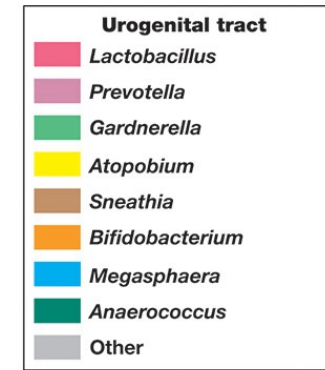 Urogenital tract
Lactobacillus
Prevotella
Gardnerella
Atopobium
Sneathia
Bifidobacterium
Megasphaera
Anaerococcus
Other